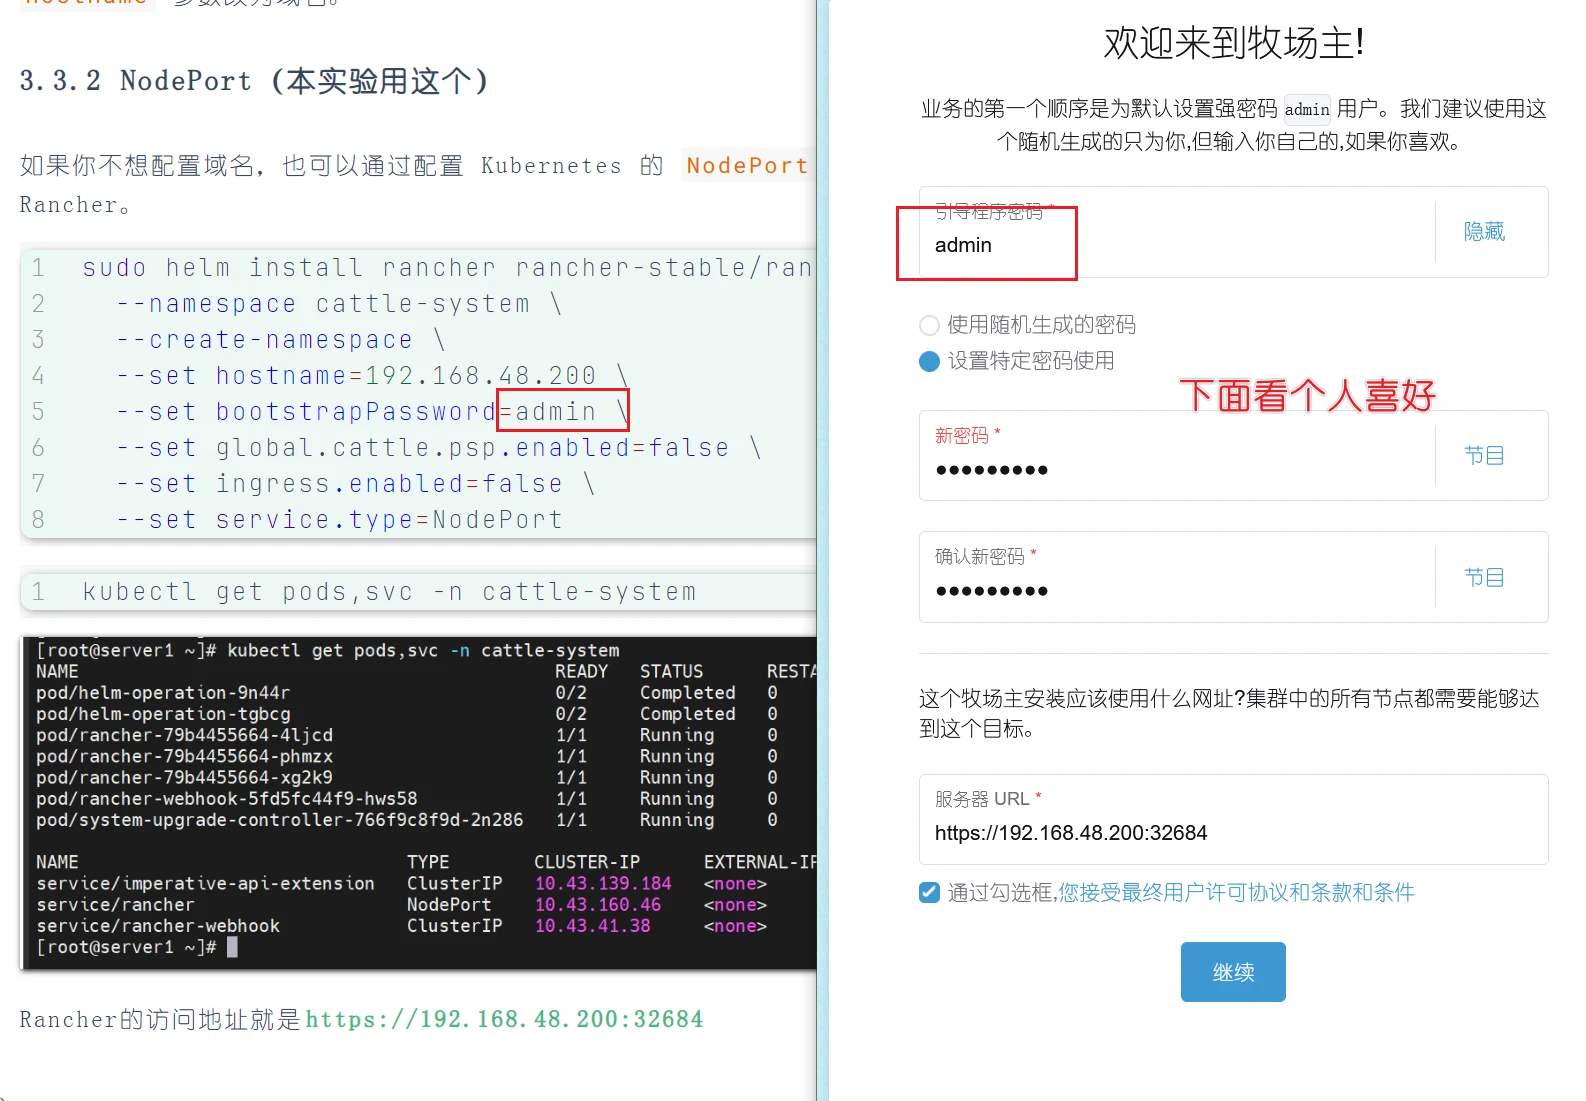 3.3.2 NodePort (本实验用这个)
如果你不想配置域名，也可以通过配置 Kubernetes 的 NodePort
Rancher。
1 sudo helm install rancher rancher-stable/ran
2 --namespace cattle-system \
3 --create-namespace \
4 --set hostname=192.168.48.200 \
5 --set bootstrapPassword=admin \
6 --set global.cattle.psp.enabled=false \
7 --set ingress.enabled=false \
8 --set service.type=NodePort
1 kubectl get pods,svc -n cattle-system
[root@server1 ~]# kubectl get pods,svc -n cattle-system
NAME READY STATUS RESTA
pod/helm-operation-9n44r 0/2 Completed 0
pod/helm-operation-tgbcg 0/2 Completed 0
pod/rancher-79b4455664-4ljcd 1/1 Running 0
pod/rancher-79b4455664-phmzx 1/1 Running 0
pod/rancher-79b4455664-xg2k9 1/1 Running 0
pod/rancher-webhook-5fd5fc44f9-hws58 1/1 Running 0
pod/system-upgrade-controller-766f9c8f9d-2n286 1/1 Running 0
NAME TYPE CLUSTER-IP EXTERNAL-IP
service/imperative-api-extension ClusterIP 10.43.139.184 <none>
service/rancher NodePort 10.43.160.46 <none>
service/rancher-webhook ClusterIP 10.43.41.38 <none>
[root@server1 ~]#
Rancher的访问地址就是https://192.168.48.200:32684
欢迎来到牧场主!
业务的第一个顺序是为默认设置强密码 admin 用户。我们建议使用这
个随机生成的只为你,但输入你自己的,如果你喜欢。
引导程序密码 *
admin
隐藏
使用随机生成的密码
设置特定密码使用
下面看个人喜好
新密码 *
●●●●●●●●●
节目
确认新密码 *
●●●●●●●●●
节目
这个牧场主安装应该使用什么网址?集群中的所有节点都需要能够达
到这个目标。
服务器 URL *
https://192.168.48.200:32684
通过勾选框,您接受最终用户许可协议和条款和条件
继续